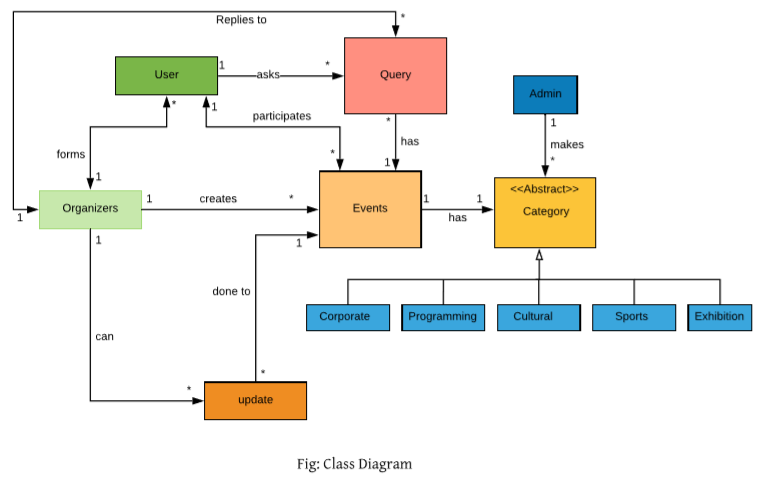 Replies to
*
User
1
asks
*
Query
Admin
*
1
participates
*
1
forms
*
has
makes
1
*
1
*
<<Abstract>>
Category
Organizers
1
creates
*
Events
1
1
has
1
1
1
done to
Corporate
Programming
Cultural
Sports
Exhibition
can
*
*
update
Fig: Class Diagram